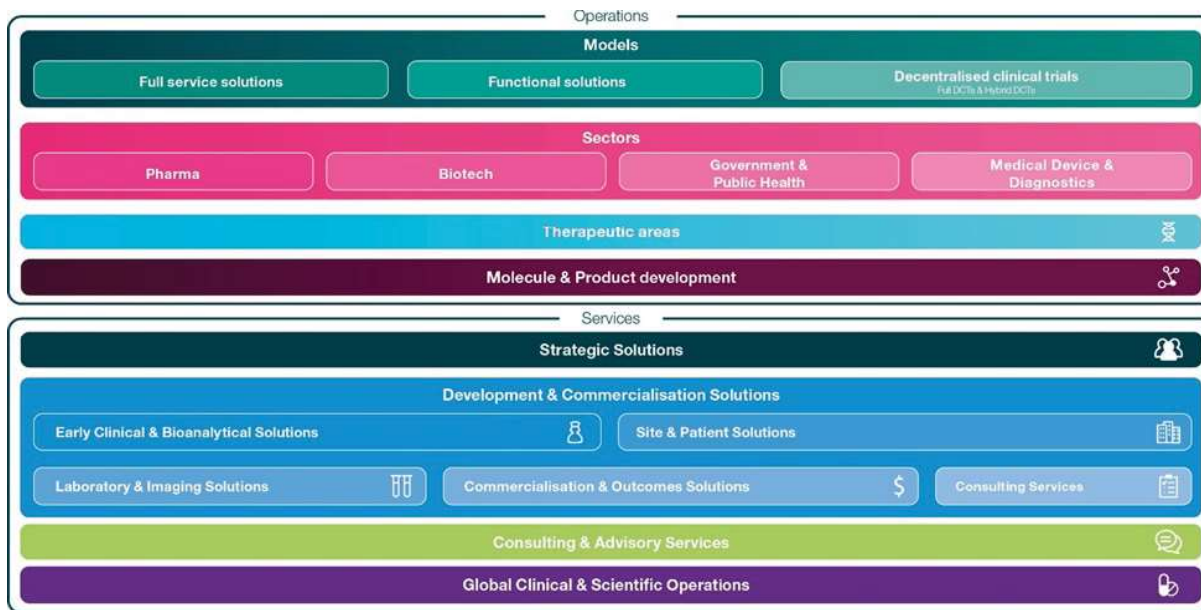 Operations
Models
Full service solutions
Functional solutions
Decentralised clinical trials
Full DCTs & Hybrid DCTs
Sectors
Pharma
Biotech
Government &
Public Health
Medical Device &
Diagnostics
Therapeutic areas
Molecule & Product development
Services
Strategic Solutions
Development & Commercialisation Solutions
Early Clinical & Bioanalytical Solutions
Site & Patient Solutions
Laboratory & Imaging Solutions
Commercialisation & Outcomes Solutions
$
Consulting Services
Consulting & Advisory Services
Global Clinical & Scientific Operations